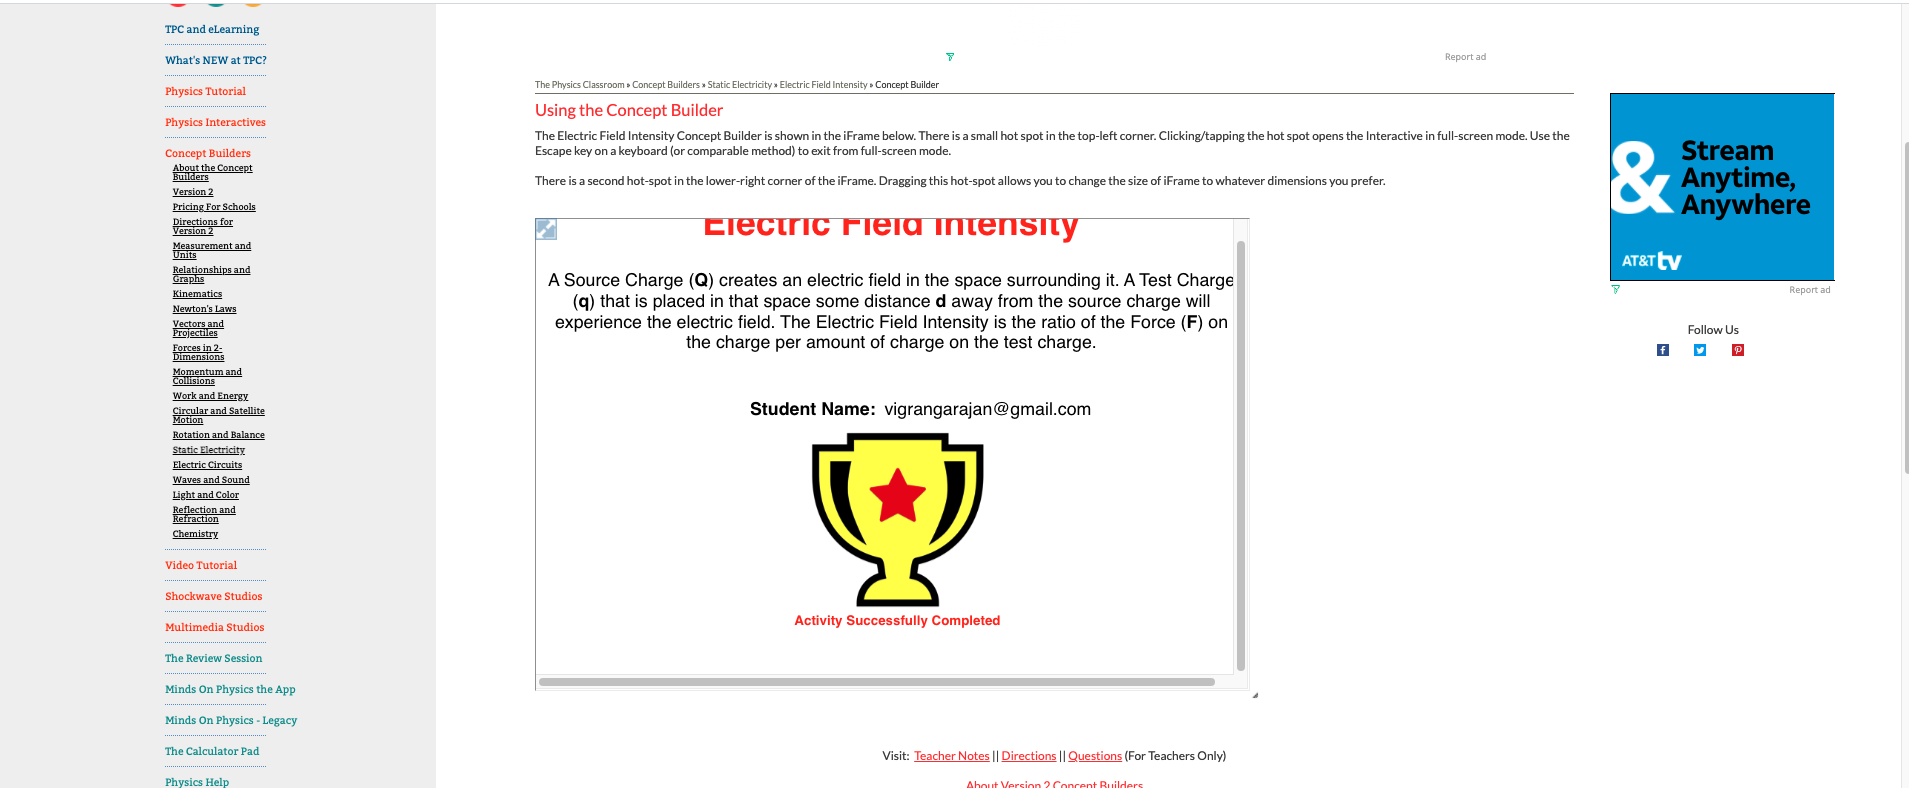 TPC and eLearning
What's NEW at TPC?
Physics Tutorial
Physics Interactives
Concept Builders
About the Concept
Builders
Version 2
Pricing For Schools
Directions for
Version 2
Measurement and
Units
Relationships and
Graphs
Kinematics
Newton's Laws
Vectors and
Projectiles
Forces in 2-
Dimensions
Momentum and
Collisions
Work and Energy
Circular and Satellite
Motion
Rotation and Balance
Static Electricity
Electric Circuits
Waves and Sound
Light and Color
Reflection and
Refraction
Chemistry
Video Tutorial
Shockwave Studios
Multimedia Studios
The Review Session
Minds On Physics the App
Minds On Physics - Legacy
The Calculator Pad
Physics Help
Report ad
The Physics Classroom » Concept Builders » Static Electricity » Electric Field Intensity » Concept Builder
Using the Concept Builder
The Electric Field Intensity Concept Builder is shown in the iFrame below. There is a small hot spot in the top-left corner. Clicking/tapping the hot spot opens the Interactive in full-screen mode. Use the
Escape key on a keyboard (or comparable method) to exit from full-screen mode.
There is a second hot-spot in the lower-right corner of the iFrame. Dragging this hot-spot allows you to change the size of iFrame to whatever dimensions you prefer.
Electric Field Intensity
A Source Charge (Q) creates an electric field in the space surrounding it. A Test Charge
(q) that is placed in that space some distance d away from the source charge will
experience the electric field. The Electric Field Intensity is the ratio of the Force (F) on
the charge per amount of charge on the test charge.
Student Name: vigrangarajan@gmail.com
Activity Successfully Completed
Visit: Teacher Notes || Directions || Questions (For Teachers Only)
About Version 2 Concept Builders
& Stream
Anytime,
Anywhere
AT&T tv
Report ad
Follow Us